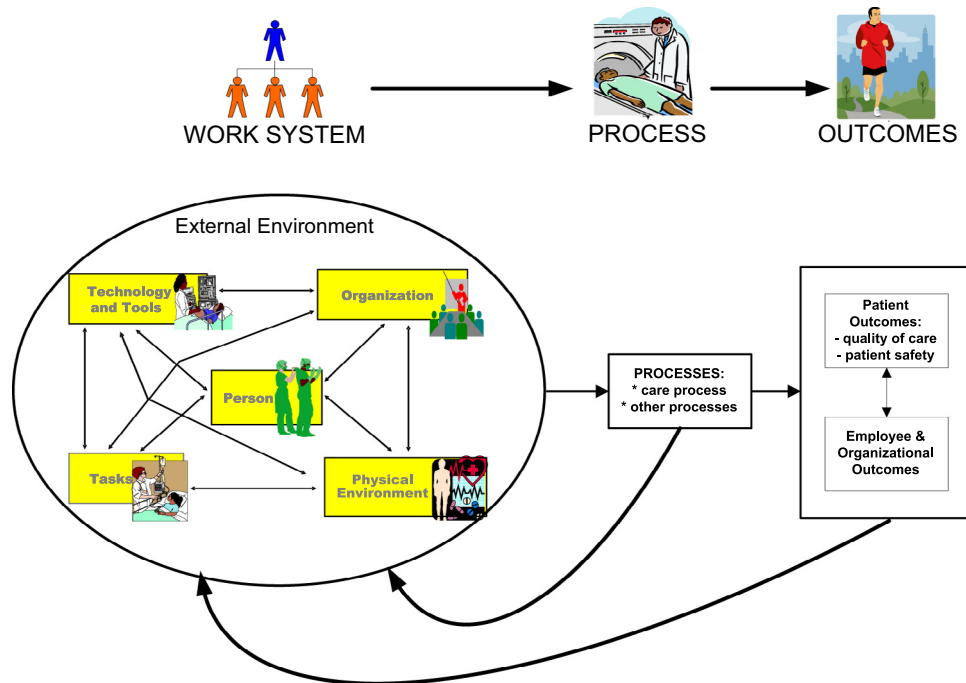 WORK SYSTEM
PROCESS
OUTCOMES
External Environment
Technology
and Tools
Organization
Person
Tasks
Physical
Environment
PROCESSES:
* care process
* other processes
Patient
Outcomes:
- quality of care
- patient safety
Employee &
Organizational
Outcomes